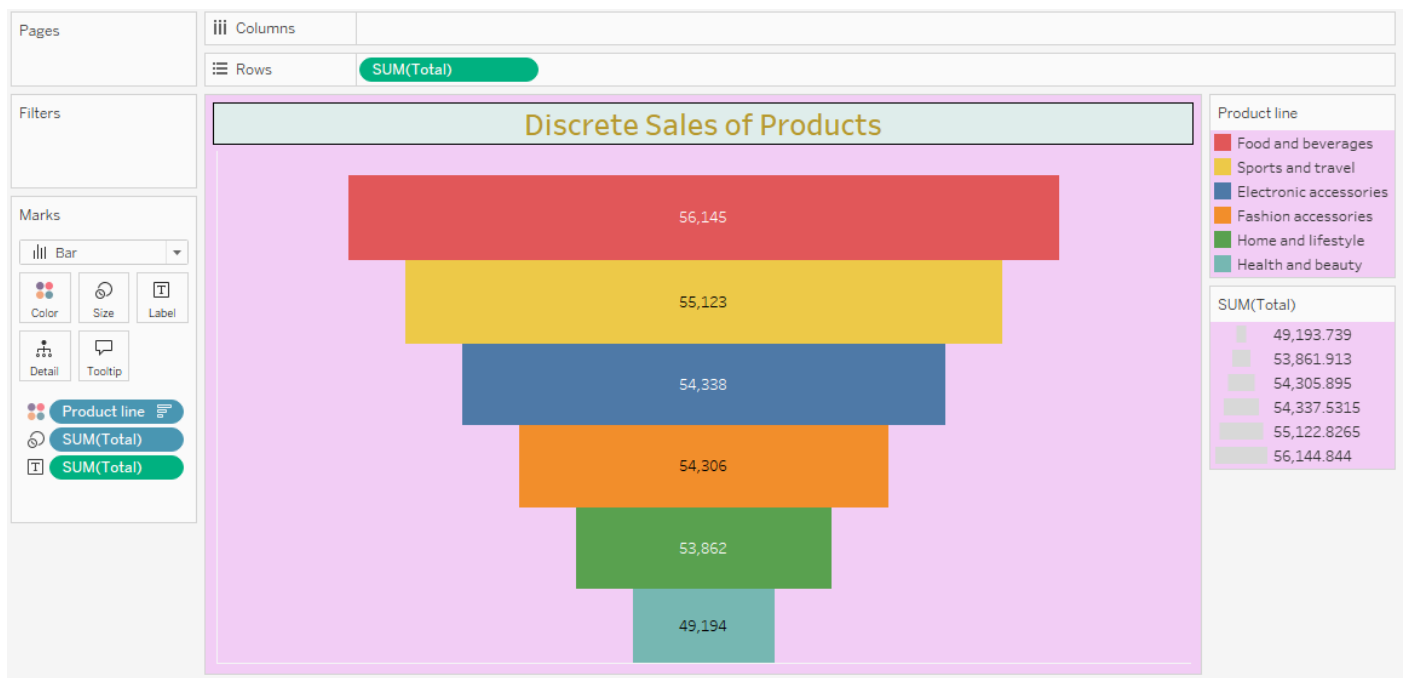 Pages
Columns
Rows
SUM(Total)
Filters
Marks
Bar
Color
Size
Label
Detail
Tooltip
Product line
SUM(Total)
SUM(Total)
Discrete Sales of Products
56,145
55,123
54,338
54,306
53,862
49,194
Product line
Food and beverages
Sports and travel
Electronic accessories
Fashion accessories
Home and lifestyle
Health and beauty
SUM(Total)
49,193.739
53,861.913
54,305.895
54,337.5315
55,122.8265
56,144.844